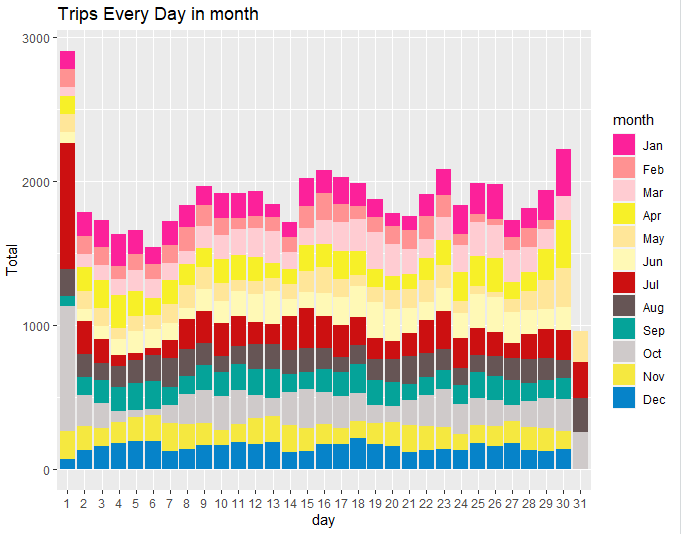 Trips Every Day in month
3000
2000
1000
0
Total
1 2 3 4 5 6 7 8 9 10 11 12 13 14 15 16 17 18 19 20 21 22 23 24 25 26 27 28 29 30 31
day
month
Jan
Feb
Mar
Apr
May
Jun
Jul
Aug
Sep
Oct
Nov
Dec